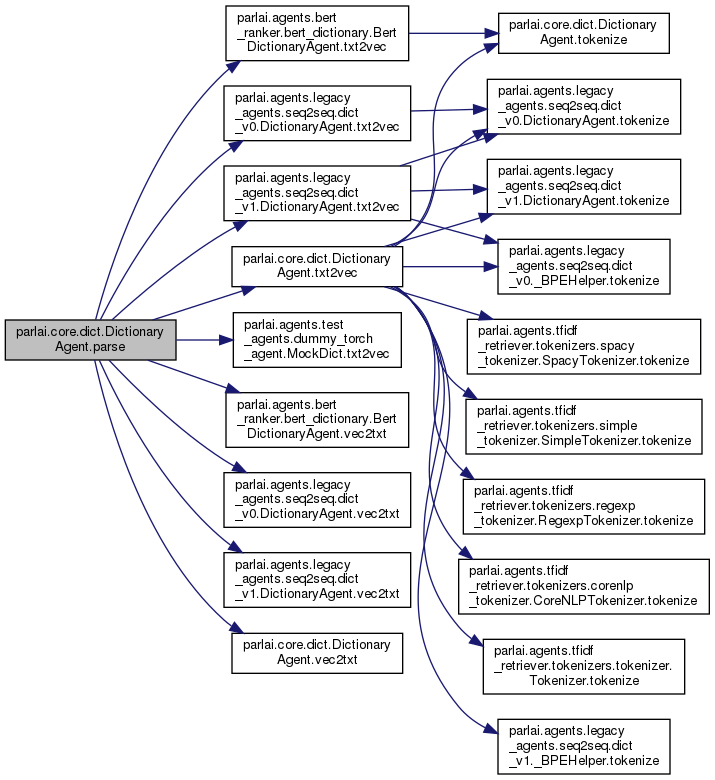 parlai.core.dict.Dictionary
Agent.parse
parlai.agents.bert
_ranker.bert_dictionary.Bert
DictionaryAgent.txt2vec
parlai.agents.legacy
_agents.seq2seq.dict
_v0.DictionaryAgent.txt2vec
parlai.agents.legacy
_agents.seq2seq.dict
_v1.DictionaryAgent.txt2vec
parlai.core.dict.Dictionary
Agent.txt2vec
parlai.agents.test
_agents.dummy_torch
_agent.MockDict.txt2vec
parlai.agents.bert
_ranker.bert_dictionary.Bert
DictionaryAgent.vec2txt
parlai.agents.legacy
_agents.seq2seq.dict
_v0.DictionaryAgent.vec2txt
parlai.agents.legacy
_agents.seq2seq.dict
_v1.DictionaryAgent.vec2txt
parlai.core.dict.Dictionary
Agent.vec2txt
parlai.core.dict.Dictionary
Agent.tokenize
parlai.agents.legacy
_agents.seq2seq.dict
_v0.DictionaryAgent.tokenize
parlai.agents.legacy
_agents.seq2seq.dict
_v1.DictionaryAgent.tokenize
parlai.agents.legacy
_agents.seq2seq.dict
_v0._BPEHelper.tokenize
parlai.agents.tfidf
_retriever.tokenizers.spacy
_tokenizer.SpacyTokenizer.tokenize
parlai.agents.tfidf
_retriever.tokenizers.simple
_tokenizer.SimpleTokenizer.tokenize
parlai.agents.tfidf
_retriever.tokenizers.regexp
_tokenizer.RegexpTokenizer.tokenize
parlai.agents.tfidf
_retriever.tokenizers.corenlp
_tokenizer.CoreNLPTokenizer.tokenize
parlai.agents.tfidf
_retriever.tokenizers.tokenizer.
Tokenizer.tokenize
parlai.agents.legacy
_agents.seq2seq.dict
_v1._BPEHelper.tokenize